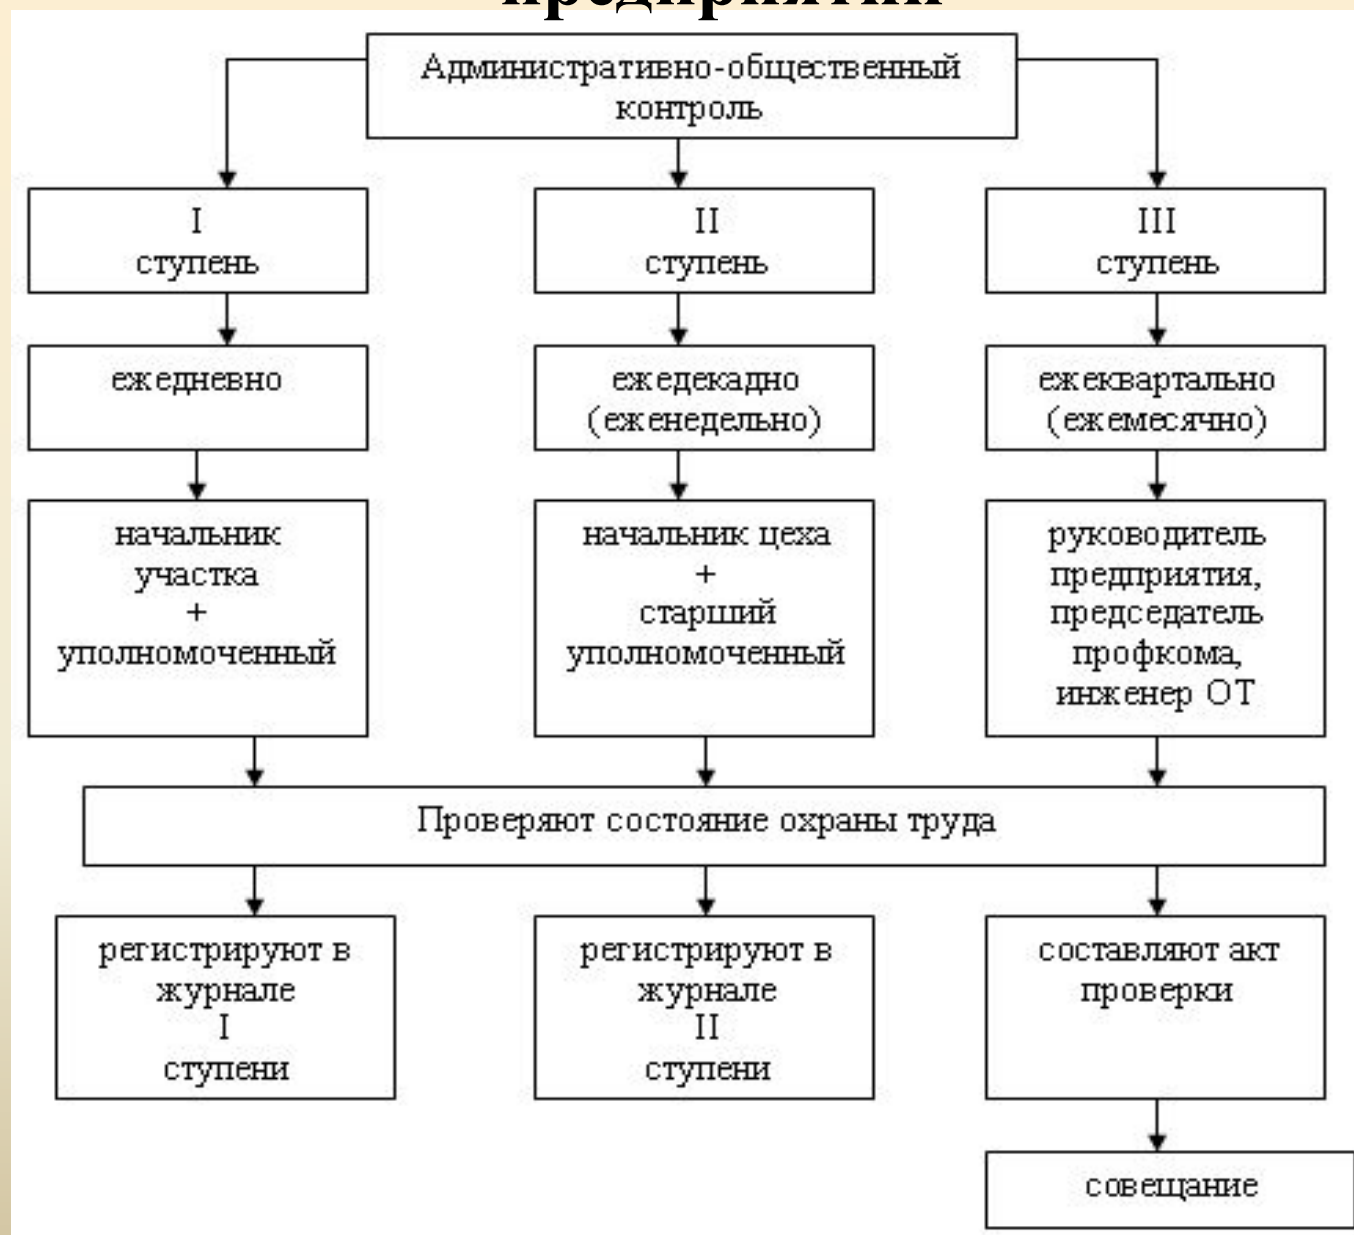 Административно-общественный
контроль
I
ступень
II
ступень
III
ступень
ежедневно
ежедекадно
(еженедельно)
ежеквартально
(ежемесячно)
начальник
участка
+
уполномоченный
начальник цеха
+
старший
уполномоченный
руководитель
предприятия,
председатель
профкома,
инженер ОТ
Проверяют состояние охраны труда
регистрируют в
журнале
I
ступени
регистрируют в
журнале
II
ступени
составляют акт
проверки
совещание